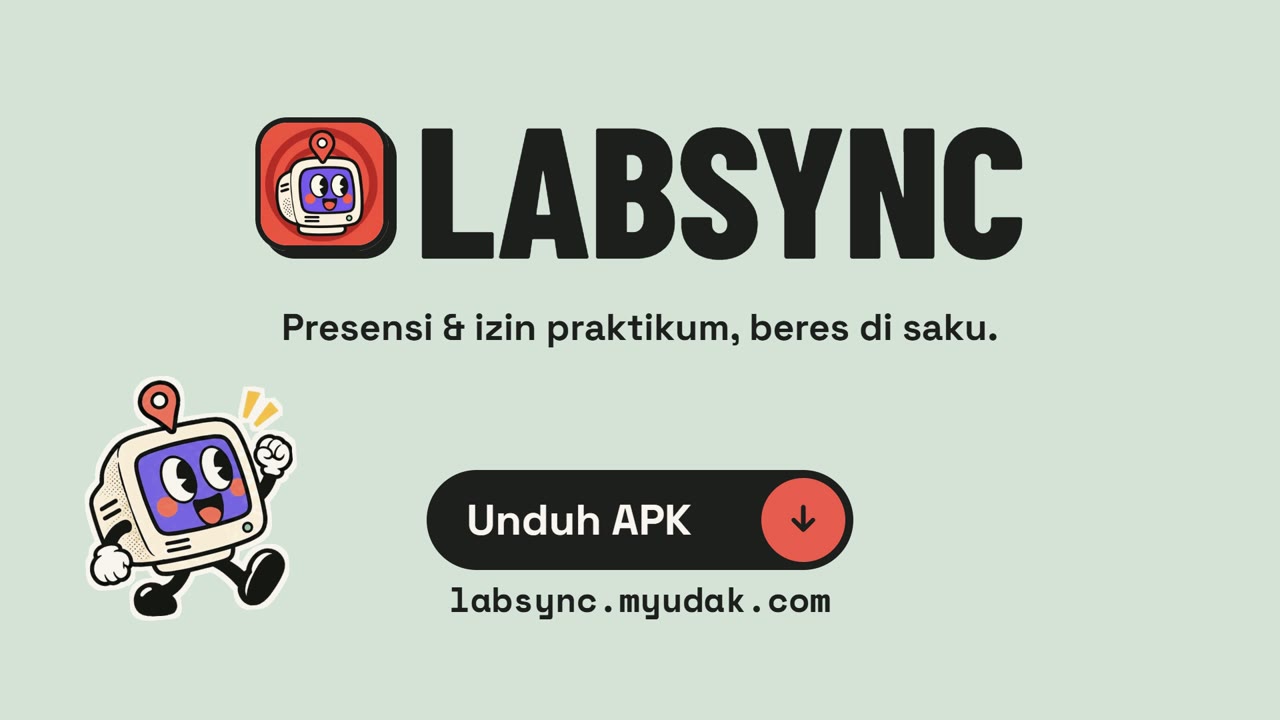 LABSYNC
Presensi & izin praktikum, beres di saku.
Unduh APK
labsync.myudak.com